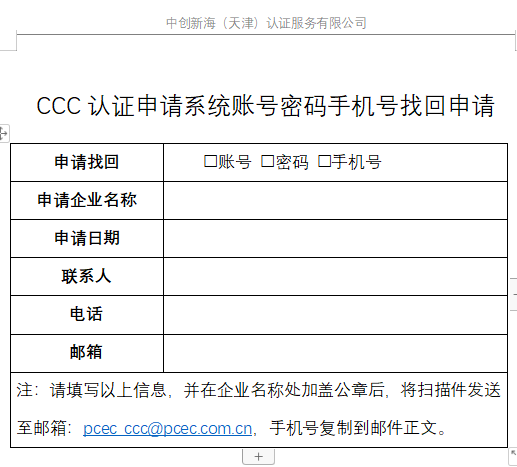 中创新海（天津）认证服务有限公司
CCC 认证申请系统账号密码手机号找回申请
申请找回 □账号 □密码 □手机号
申请企业名称
申请日期
联系人
电话
邮箱
注：请填写以上信息，并在企业名称处加盖公章后，将扫描件发送
至邮箱：pcec_ccc@pcec.com.cn，手机号复制到邮件正文。